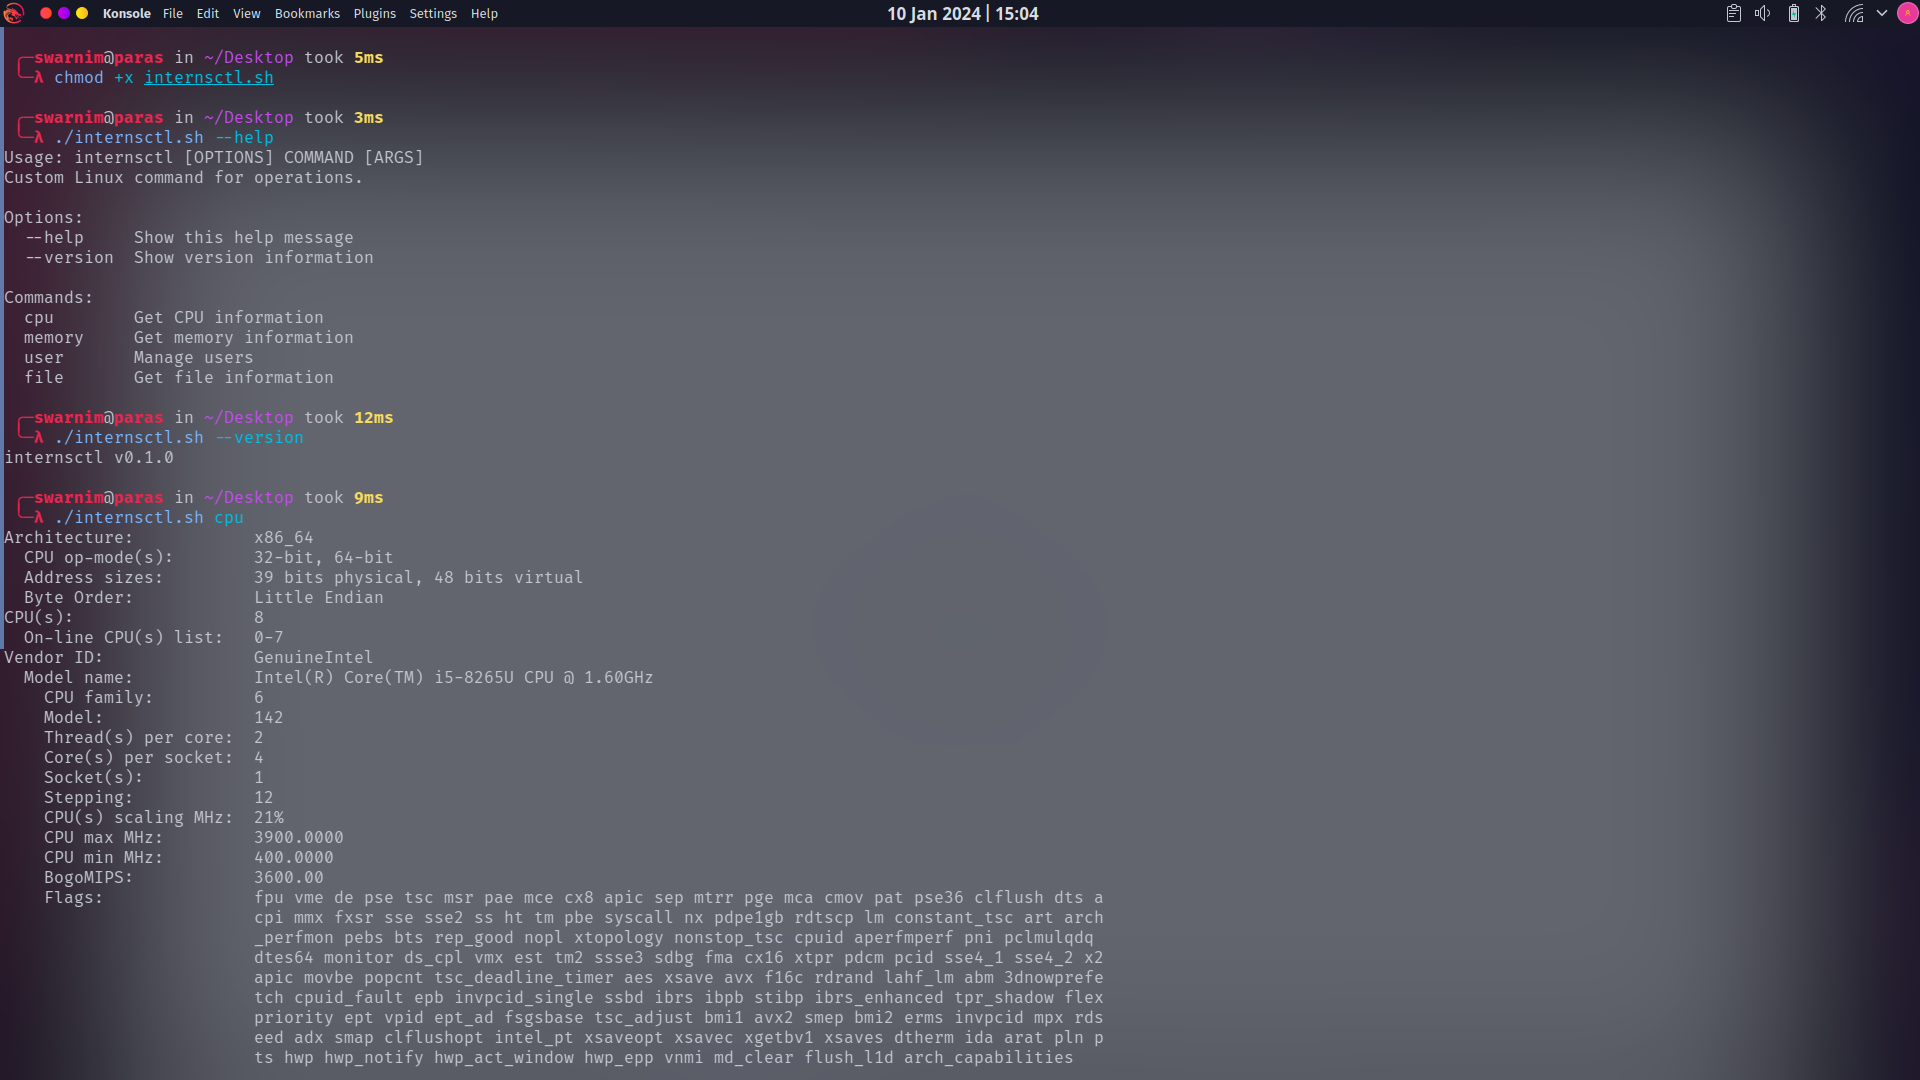 Konsole File Edit View Bookmarks Plugins Settings Help 10 Jan 2024 | 15:04
swarnim@paras in ~/Desktop took 5ms
λ chmod +x internsctl.sh
swarnim@paras in ~/Desktop took 3ms
λ ./internsctl.sh --help
Usage: internsctl [OPTIONS] COMMAND [ARGS]
Custom Linux command for operations.
Options:
--help Show this help message
--version Show version information
Commands:
cpu Get CPU information
memory Get memory information
user Manage users
file Get file information
swarnim@paras in ~/Desktop took 12ms
λ ./internsctl.sh --version
internsctl v0.1.0
swarnim@paras in ~/Desktop took 9ms
λ ./internsctl.sh cpu
Architecture: x86_64
CPU op-mode(s): 32-bit, 64-bit
Address sizes: 39 bits physical, 48 bits virtual
Byte Order: Little Endian
CPU(s): 8
On-line CPU(s) list: 0-7
Vendor ID: GenuineIntel
Model name: Intel(R) Core(TM) i5-8265U CPU @ 1.60GHz
CPU family: 6
Model: 142
Thread(s) per core: 2
Core(s) per socket: 4
Socket(s): 1
Stepping: 12
CPU(s) scaling MHz: 21%
CPU max MHz: 3900.0000
CPU min MHz: 400.0000
BogoMIPS: 3600.00
Flags: fpu vme de pse tsc msr pae mce cx8 apic sep mtrr pge mca cmov pat pse36 clflush dts a
cpi mmx fxsr sse sse2 ss ht tm pbe syscall nx pdpe1gb rdtscp lm constant_tsc art arch
_perfmon pebs bts rep_good nopl xtopology nonstop_tsc cpuid aperfmperf pni pclmulqdq
dtes64 monitor ds_cpl vmx est tm2 ssse3 sdbg fma cx16 xtpr pdcm pcid sse4_1 sse4_2 x2
apic movbe popcnt tsc_deadline_timer aes xsave avx f16c rdrand lahf_lm abm 3dnowprefe
tch cpuid_fault epb invpcid_single ssbd ibrs ibpb stibp ibrs_enhanced tpr_shadow flex
priority ept vpid ept_ad fsgsbase tsc_adjust bmi1 avx2 smep bmi2 erms invpcid mpx rds
eed adx smap clflushopt intel_pt xsaveopt xsavec xgetbv1 xsaves dtherm ida arat pln p
ts hwp hwp_notify hwp_act_window hwp_epp vnmi md_clear flush_l1d arch_capabilities